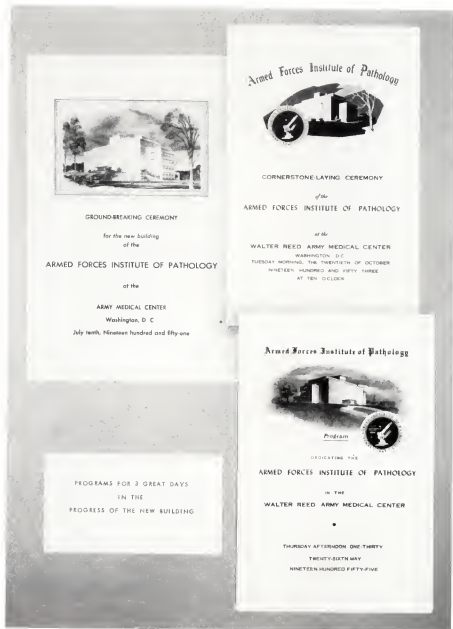 GROUND-BREAKING CEREMONY
for the new building
of the
ARMED FORCES INSTITUTE OF PATHOLOGY
at the
ARMY MEDICAL CENTER
Washington, D C
July tenth, Nineteen hundred and fifty-one
Armed Forces Institute of Pathology
CORNERSTONE-LAYING CEREMONY
of the
ARMED FORCES INSTITUTE OF PATHOLOGY
at the
WALTER REED ARMY MEDICAL CENTER
WASHINGTON D C
TUESDAY MORNING, THE TWENTIETH OF OCTOBER
NINETEEN HUNDRED AND FIFTY THREE
AT TEN O'CLOCK
Armed Forces Institute of Pathology
Program
DEDICATING THE
ARMED FORCES INSTITUTE OF PATHOLOGY
IN THE
WALTER REED ARMY MEDICAL CENTER
THURSDAY AFTERNOON ONE-THIRTY
TWENTY-SIXTH MAY
NINETEEN HUNDRED FIFTY-FIVE
PROGRAMS FOR 3 GREAT DAYS
IN THE
PROGRESS OF THE NEW BUILDING